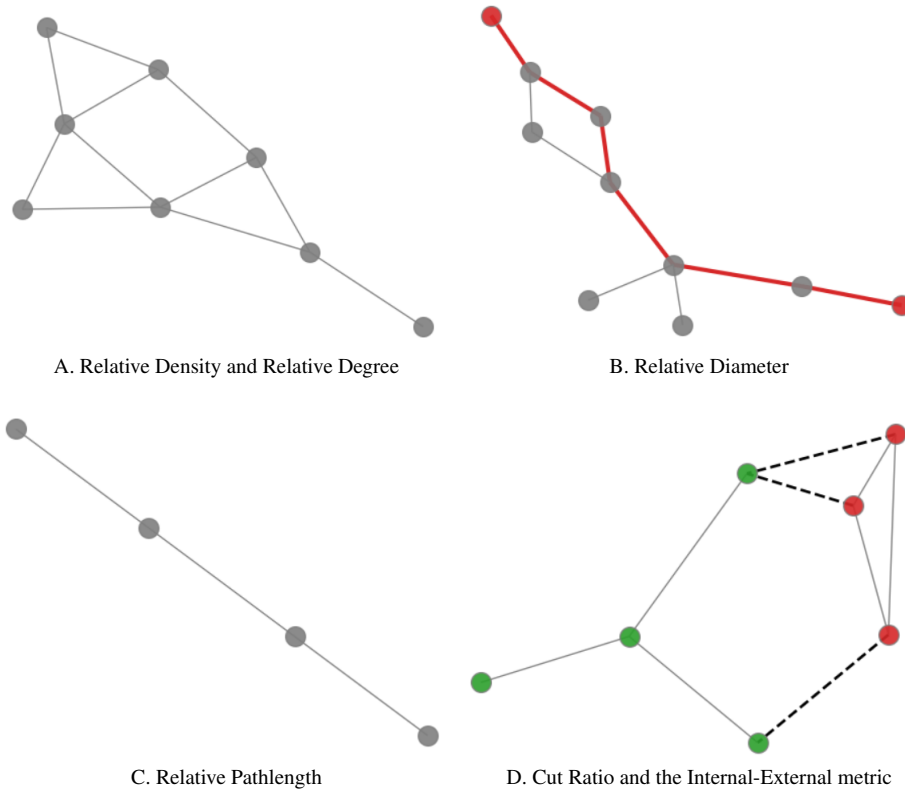 A. Relative Density and Relative Degree
B. Relative Diameter
C. Relative Pathlength
D. Cut Ratio and the Internal-External metric